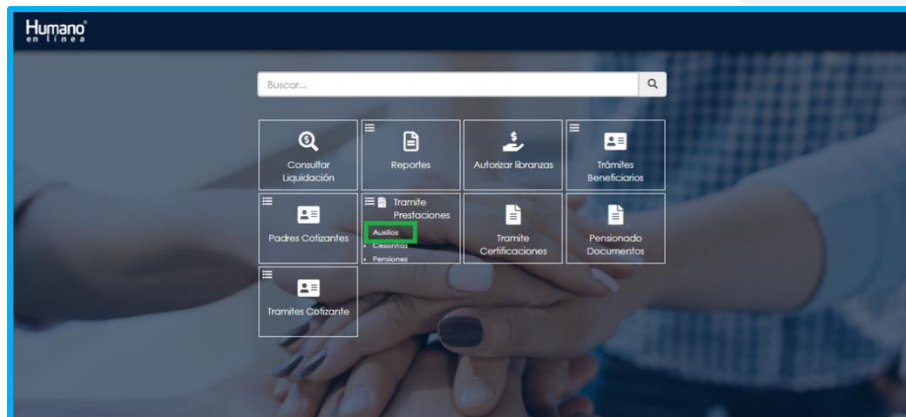 Humano®
en línea
Buscar...
Consultar
Liquidación
Reportes
Autorizar libranzas
Trámites
Beneficiarios
Padres Cotizantes
Tramite
Prestaciones
Auxilios
Cesantías
Pensiones
Tramite
Certificaciones
Pensionado
Documentos
Tramites Cotizante